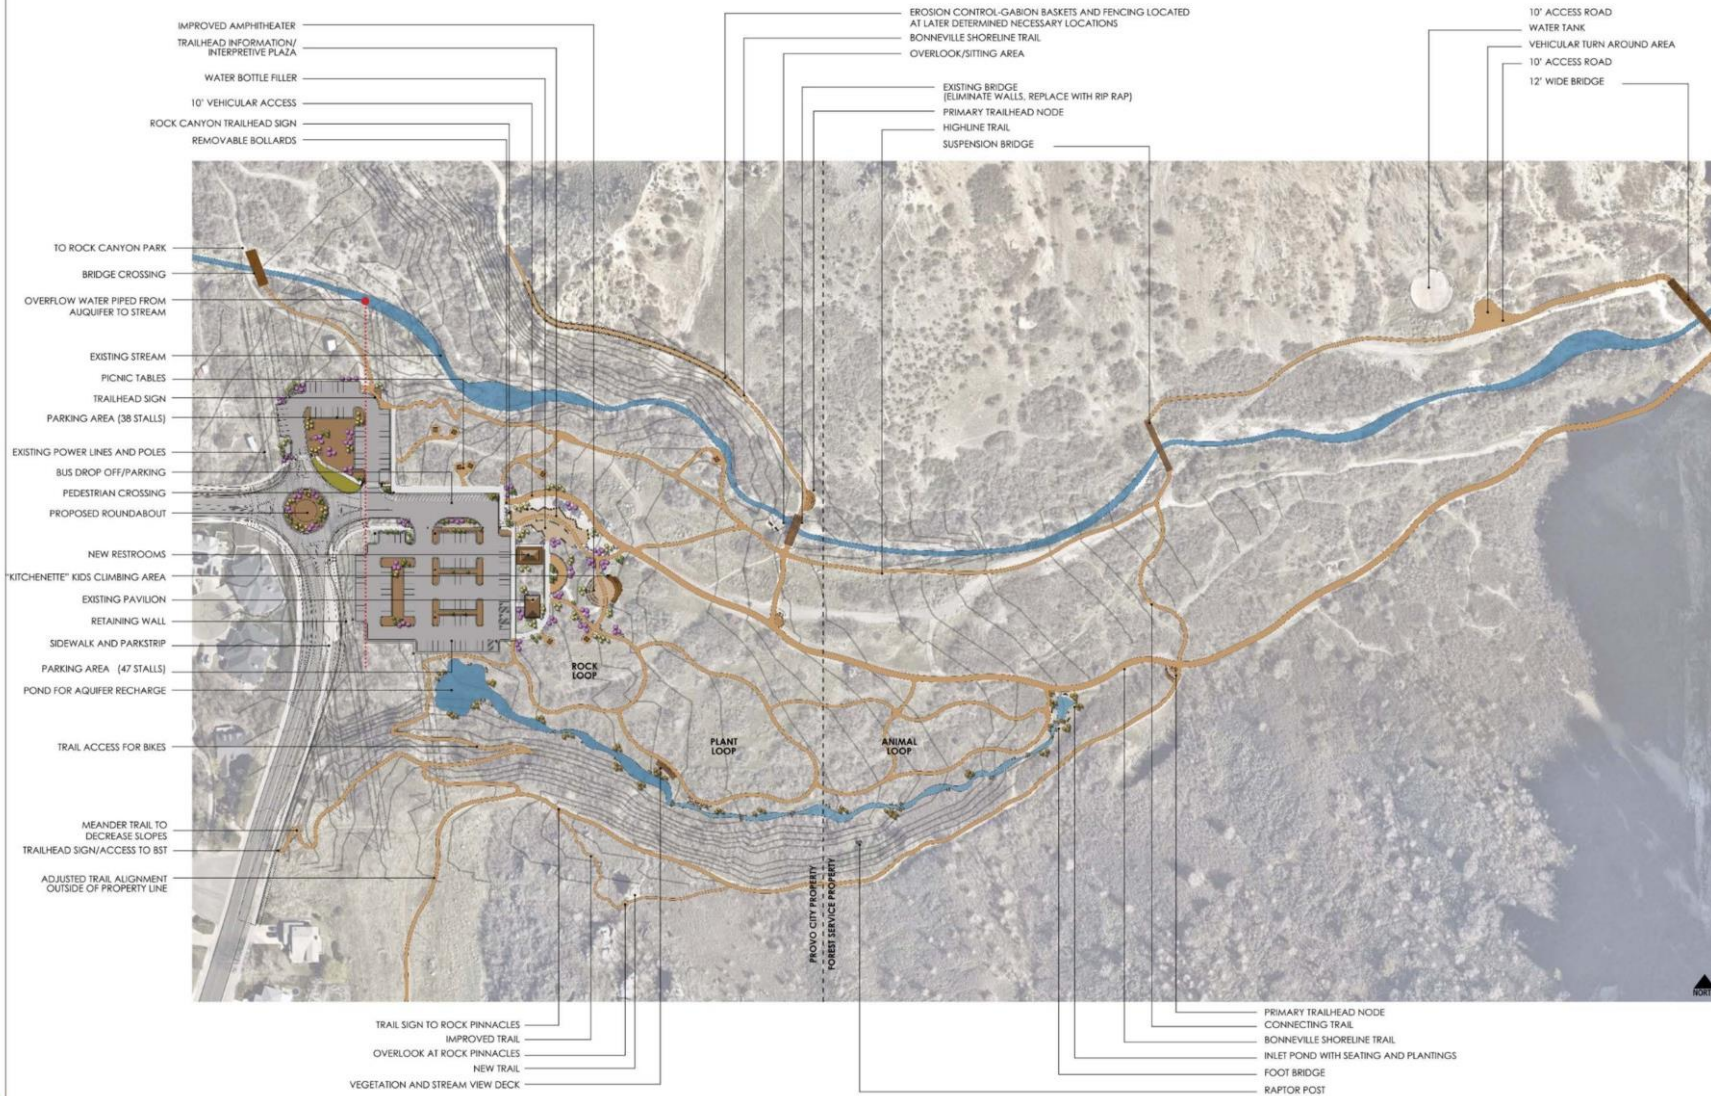 IMPROVED AMPHITHEATER
TRAILHEAD INFORMATION/
INTERPRETIVE PLAZA
WATER BOTTLE FILLER
10' VEHICULAR ACCESS
ROCK CANYON TRAILHEAD SIGN
REMOVABLE BOLLARDS
EROSION CONTROL-GABION BASKETS AND FENCING LOCATED
AT LATER DETERMINED NECESSARY LOCATIONS
BONNEVILLE SHORELINE TRAIL
OVERLOOK/SITTING AREA
EXISTING BRIDGE
(ELIMINATE WALLS, REPLACE WITH RIP RAP)
PRIMARY TRAILHEAD NODE
HIGHLINE TRAIL
SUSPENSION BRIDGE
10' ACCESS ROAD
WATER TANK
VEHICULAR TURN AROUND AREA
10' ACCESS ROAD
12' WIDE BRIDGE
TO ROCK CANYON PARK
BRIDGE CROSSING
OVERFLOW WATER PIPED FROM
AUQUIFER TO STREAM
EXISTING STREAM
PICNIC TABLES
TRAILHEAD SIGN
PARKING AREA (38 STALLS)
EXISTING POWER LINES AND POLES
BUS DROP OFF/PARKING
PEDESTRIAN CROSSING
PROPOSED ROUNDABOUT
NEW RESTROOMS
"KITCHENETTE" KIDS CLIMBING AREA
EXISTING PAVILION
RETAINING WALL
SIDEWALK AND PARKSTRIP
PARKING AREA (47 STALLS)
POND FOR AQUIFER RECHARGE
TRAIL ACCESS FOR BIKES
MEANDER TRAIL TO
DECREASE SLOPES
TRAILHEAD SIGN/ACCESS TO BST
ADJUSTED TRAIL ALIGNMENT
OUTSIDE OF PROPERTY LINE
ROCK
LOOP
PLANT
LOOP
ANIMAL
LOOP
PROVO CITY PROPERTY
FOREST SERVICE PROPERTY
NORTH
TRAIL SIGN TO ROCK PINNACLES
IMPROVED TRAIL
OVERLOOK AT ROCK PINNACLES
NEW TRAIL
VEGETATION AND STREAM VIEW DECK
PRIMARY TRAILHEAD NODE
CONNECTING TRAIL
BONNEVILLE SHORELINE TRAIL
INLET POND WITH SEATING AND PLANTINGS
FOOT BRIDGE
RAPTOR POST